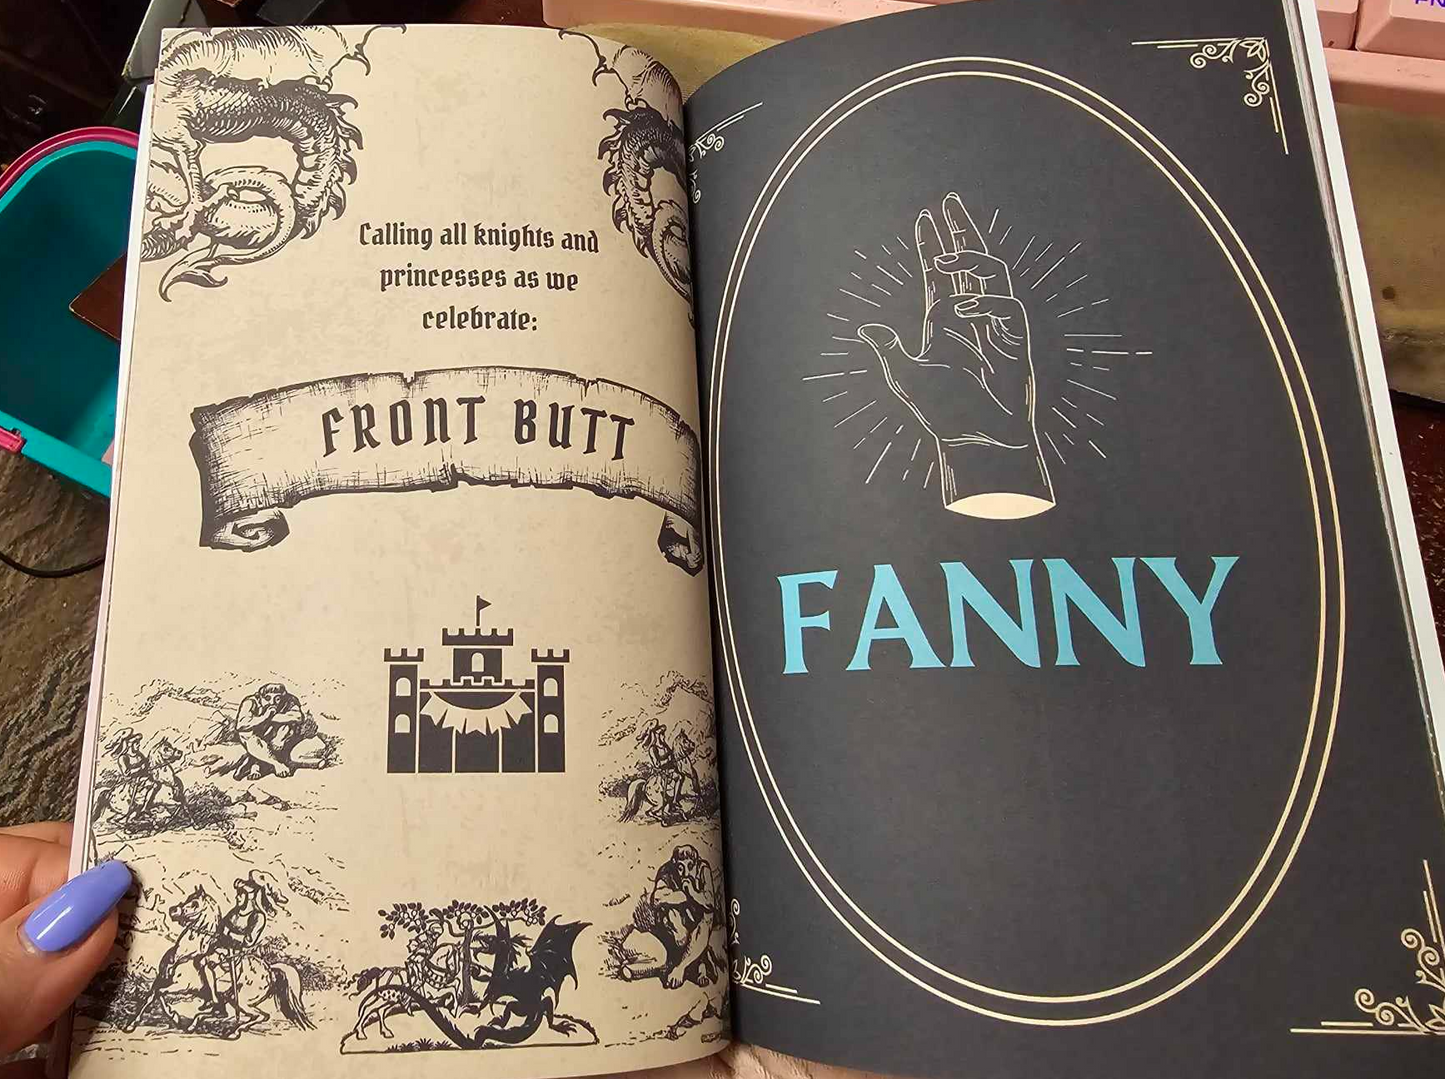 Calling all knights and
princesses as we
celebrate:
FRONT BUTT
FANNY